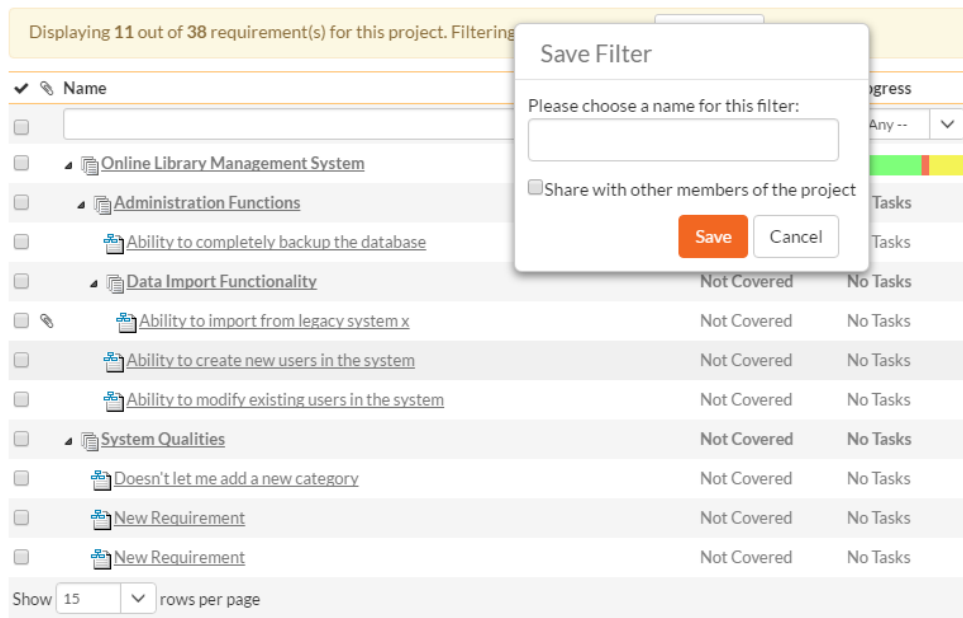 Displaying 11 out of 38 requirement(s) for this project. Filtering
Save Filter
Please choose a name for this filter:
Share with other members of the project
Save Cancel
Name
Any --
Online Library Management System
Administration Functions Tasks
Ability to completely backup the database Tasks
Data Import Functionality Not Covered No Tasks
Ability to import from legacy system x Not Covered No Tasks
Ability to create new users in the system Not Covered No Tasks
Ability to modify existing users in the system Not Covered No Tasks
System Qualities Not Covered No Tasks
Doesn't let me add a new category Not Covered No Tasks
New Requirement Not Covered No Tasks
New Requirement Not Covered No Tasks
Show 15 rows per page